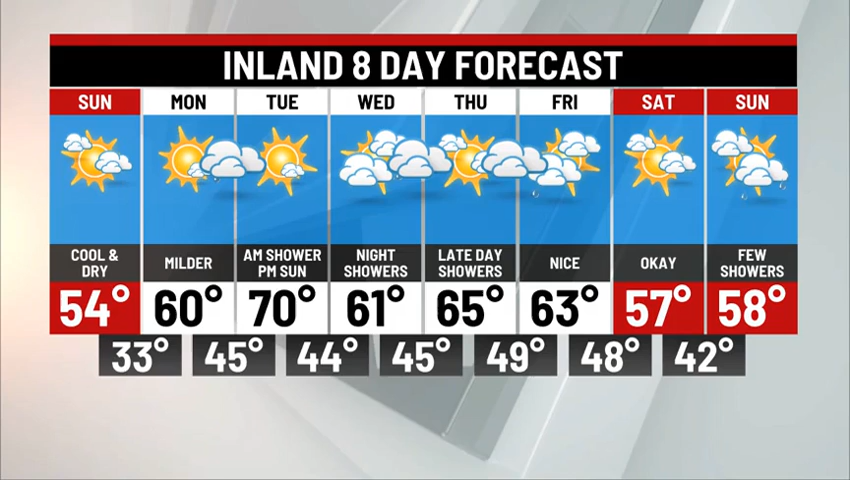 INLAND 8 DAY FORECAST
SUN MON TUE WED THU FRI SAT SUN
COOL & DRY
MILDER
AM SHOWER
PM SUN
NIGHT
SHOWERS
LATE DAY
SHOWERS
NICE
OKAY
FEW
SHOWERS
54° 60° 70° 61° 65° 63° 57° 58°
33° 45° 44° 45° 49° 48° 42°